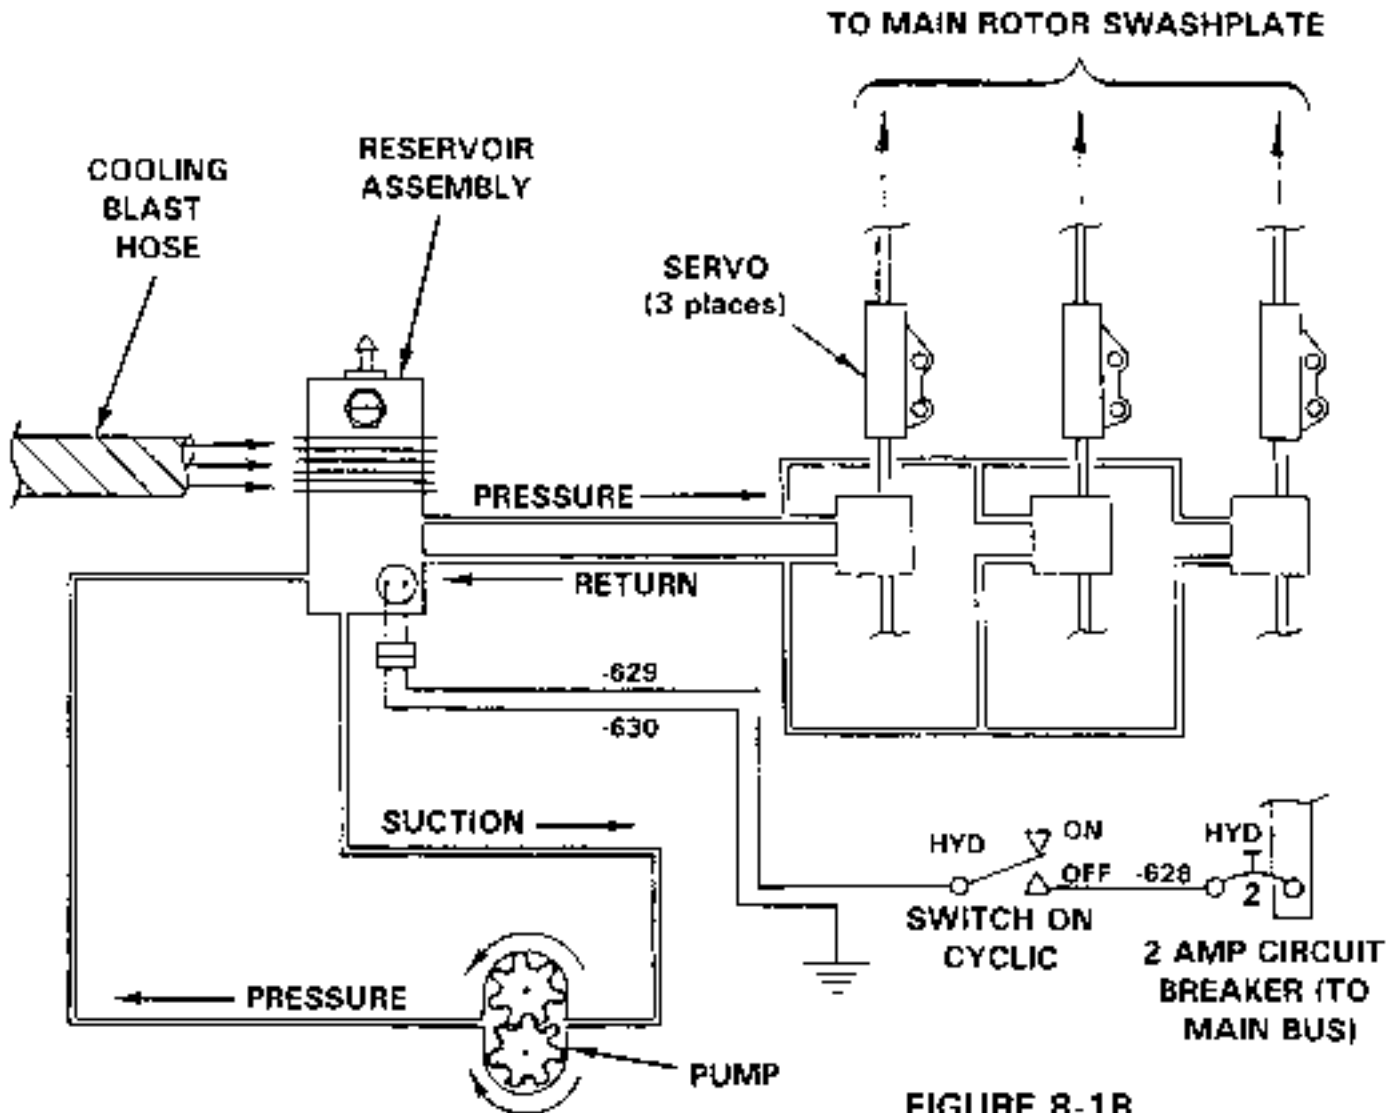 TO MAIN ROTOR SWASHPLATE
COOLING
BLAST
HOSE
RESERVOIR
ASSEMBLY
SERVO
(3 places)
PRESSURE
RETURN
-629
-630
SUCTION
HYD
ON
OFF
-628
HYD
2
SWITCH ON
CYCLIC
2 AMP CIRCUIT
BREAKER (TO
MAIN BUS)
PRESSURE
PUMP
FIGURE 8-1B